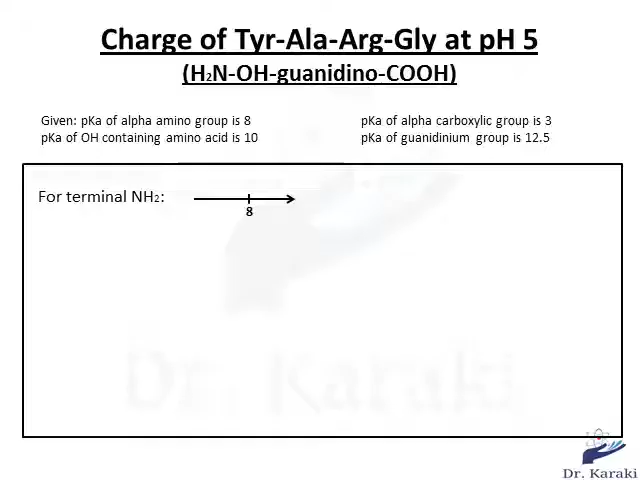 Charge of Tyr-Ala-Arg-Gly at pH 5
(H₂N-OH-guanidino-COOH)
Given: pKa of alpha amino group is 8
pKa of OH containing amino acid is 10
pKa of alpha carboxylic group is 3
pKa of guanidinium group is 12.5
For terminal NH₂:
8
Dr. Karaki
Dr. Karaki